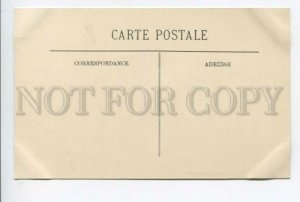 CARTE POSTALE
CORRESPONDANCE
ADRESSE
NOT FOR COPY